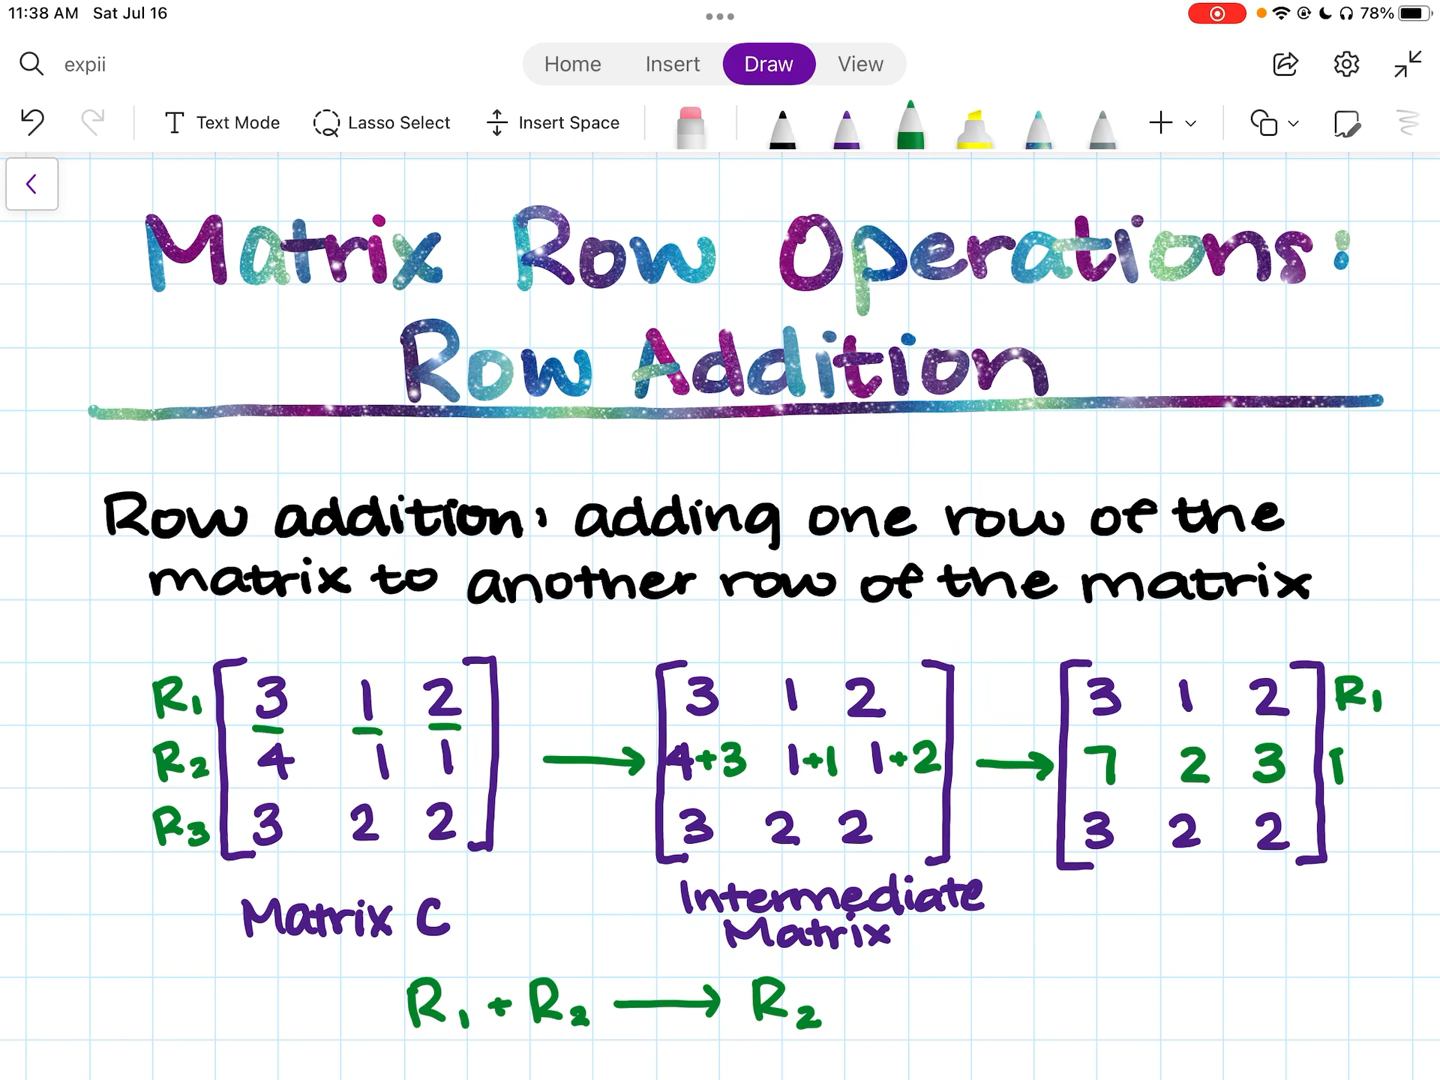 11:38 AM Sat Jul 16
78%
expii
Home Insert Draw View
Text Mode Lasso Select Insert Space
Matrix Row Operations:
Row Addition
Row addition: adding one row of the
matrix to another row of the matrix
R1 3 1 2 3 1 2 3 1 2 R1
R2 4 1 1 → 4+3 1+1 1+2 → 7 2 3
R3 3 2 2 3 2 2 3 2 2
Matrix C
Intermediate
Matrix
R1 + R2 → R2